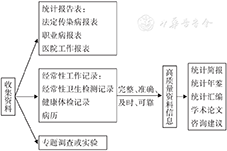 统计报告表：
法定传染病报表
职业病报表
医院工作报表
收集资料
经常性工作记录：
经常性卫生检测记录
健康体检记录
病历
专题调查或实验
完整、准确、
及时、可靠
高质量资料信息
统计简报
统计年鉴
统计汇编
学术论文
咨询建议